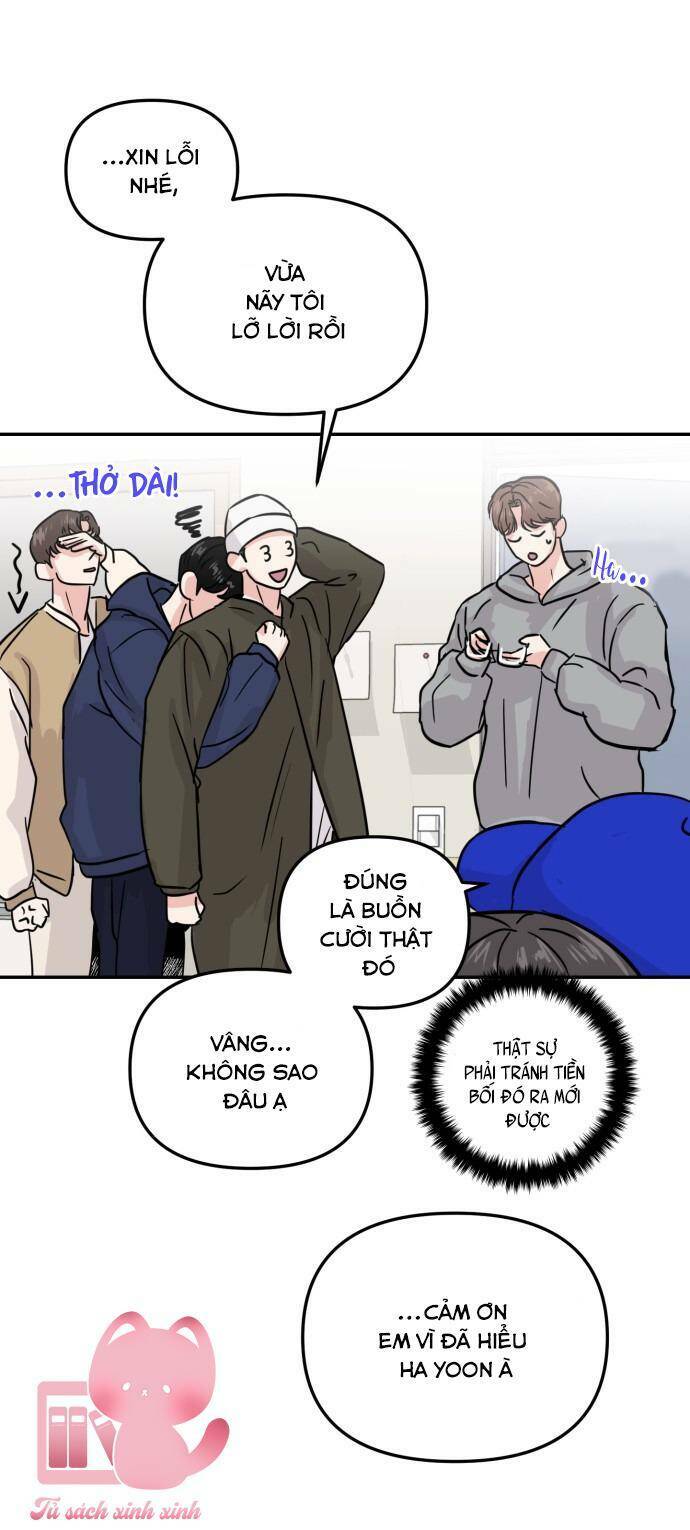 ...XIN LỖI
NHÉ,
VỪA
NÃY TÔI
LỠ LỜI RỒI
...THỞ DÀI!
Ha...
ĐÚNG
LÀ BUỒN
CƯỜI THẬT
ĐÓ
VÂNG...
KHÔNG SAO
ĐÂU Ạ
THẬT SỰ
PHẢI TRÁNH TIỀN
BỐI ĐÓ RA MỚI
ĐƯỢC
...CẢM ƠN
EM VÌ ĐÃ HIỂU
HA YOON À
Tủ sách xinh xinh